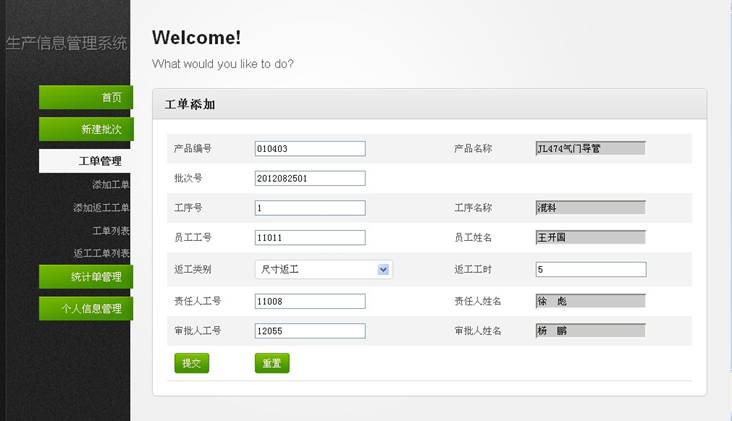 生产信息管理系统
首页
新建批次
工单管理
添加工单
添加返工工单
工单列表
返工工单列表
统计单管理
个人信息管理
Welcome!
What would you like to do?
工单添加
产品编号 010403 产品名称 JL474气门导管
批次号 2012082501
工序号 1 工序名称 混料
员工工号 11011 员工姓名 王开国
返工类别 尺寸返工 返工工时 5
责任人工号 11008 责任人姓名 徐 彪
审批人工号 12055 审批人姓名 杨 鹏
提交 重置